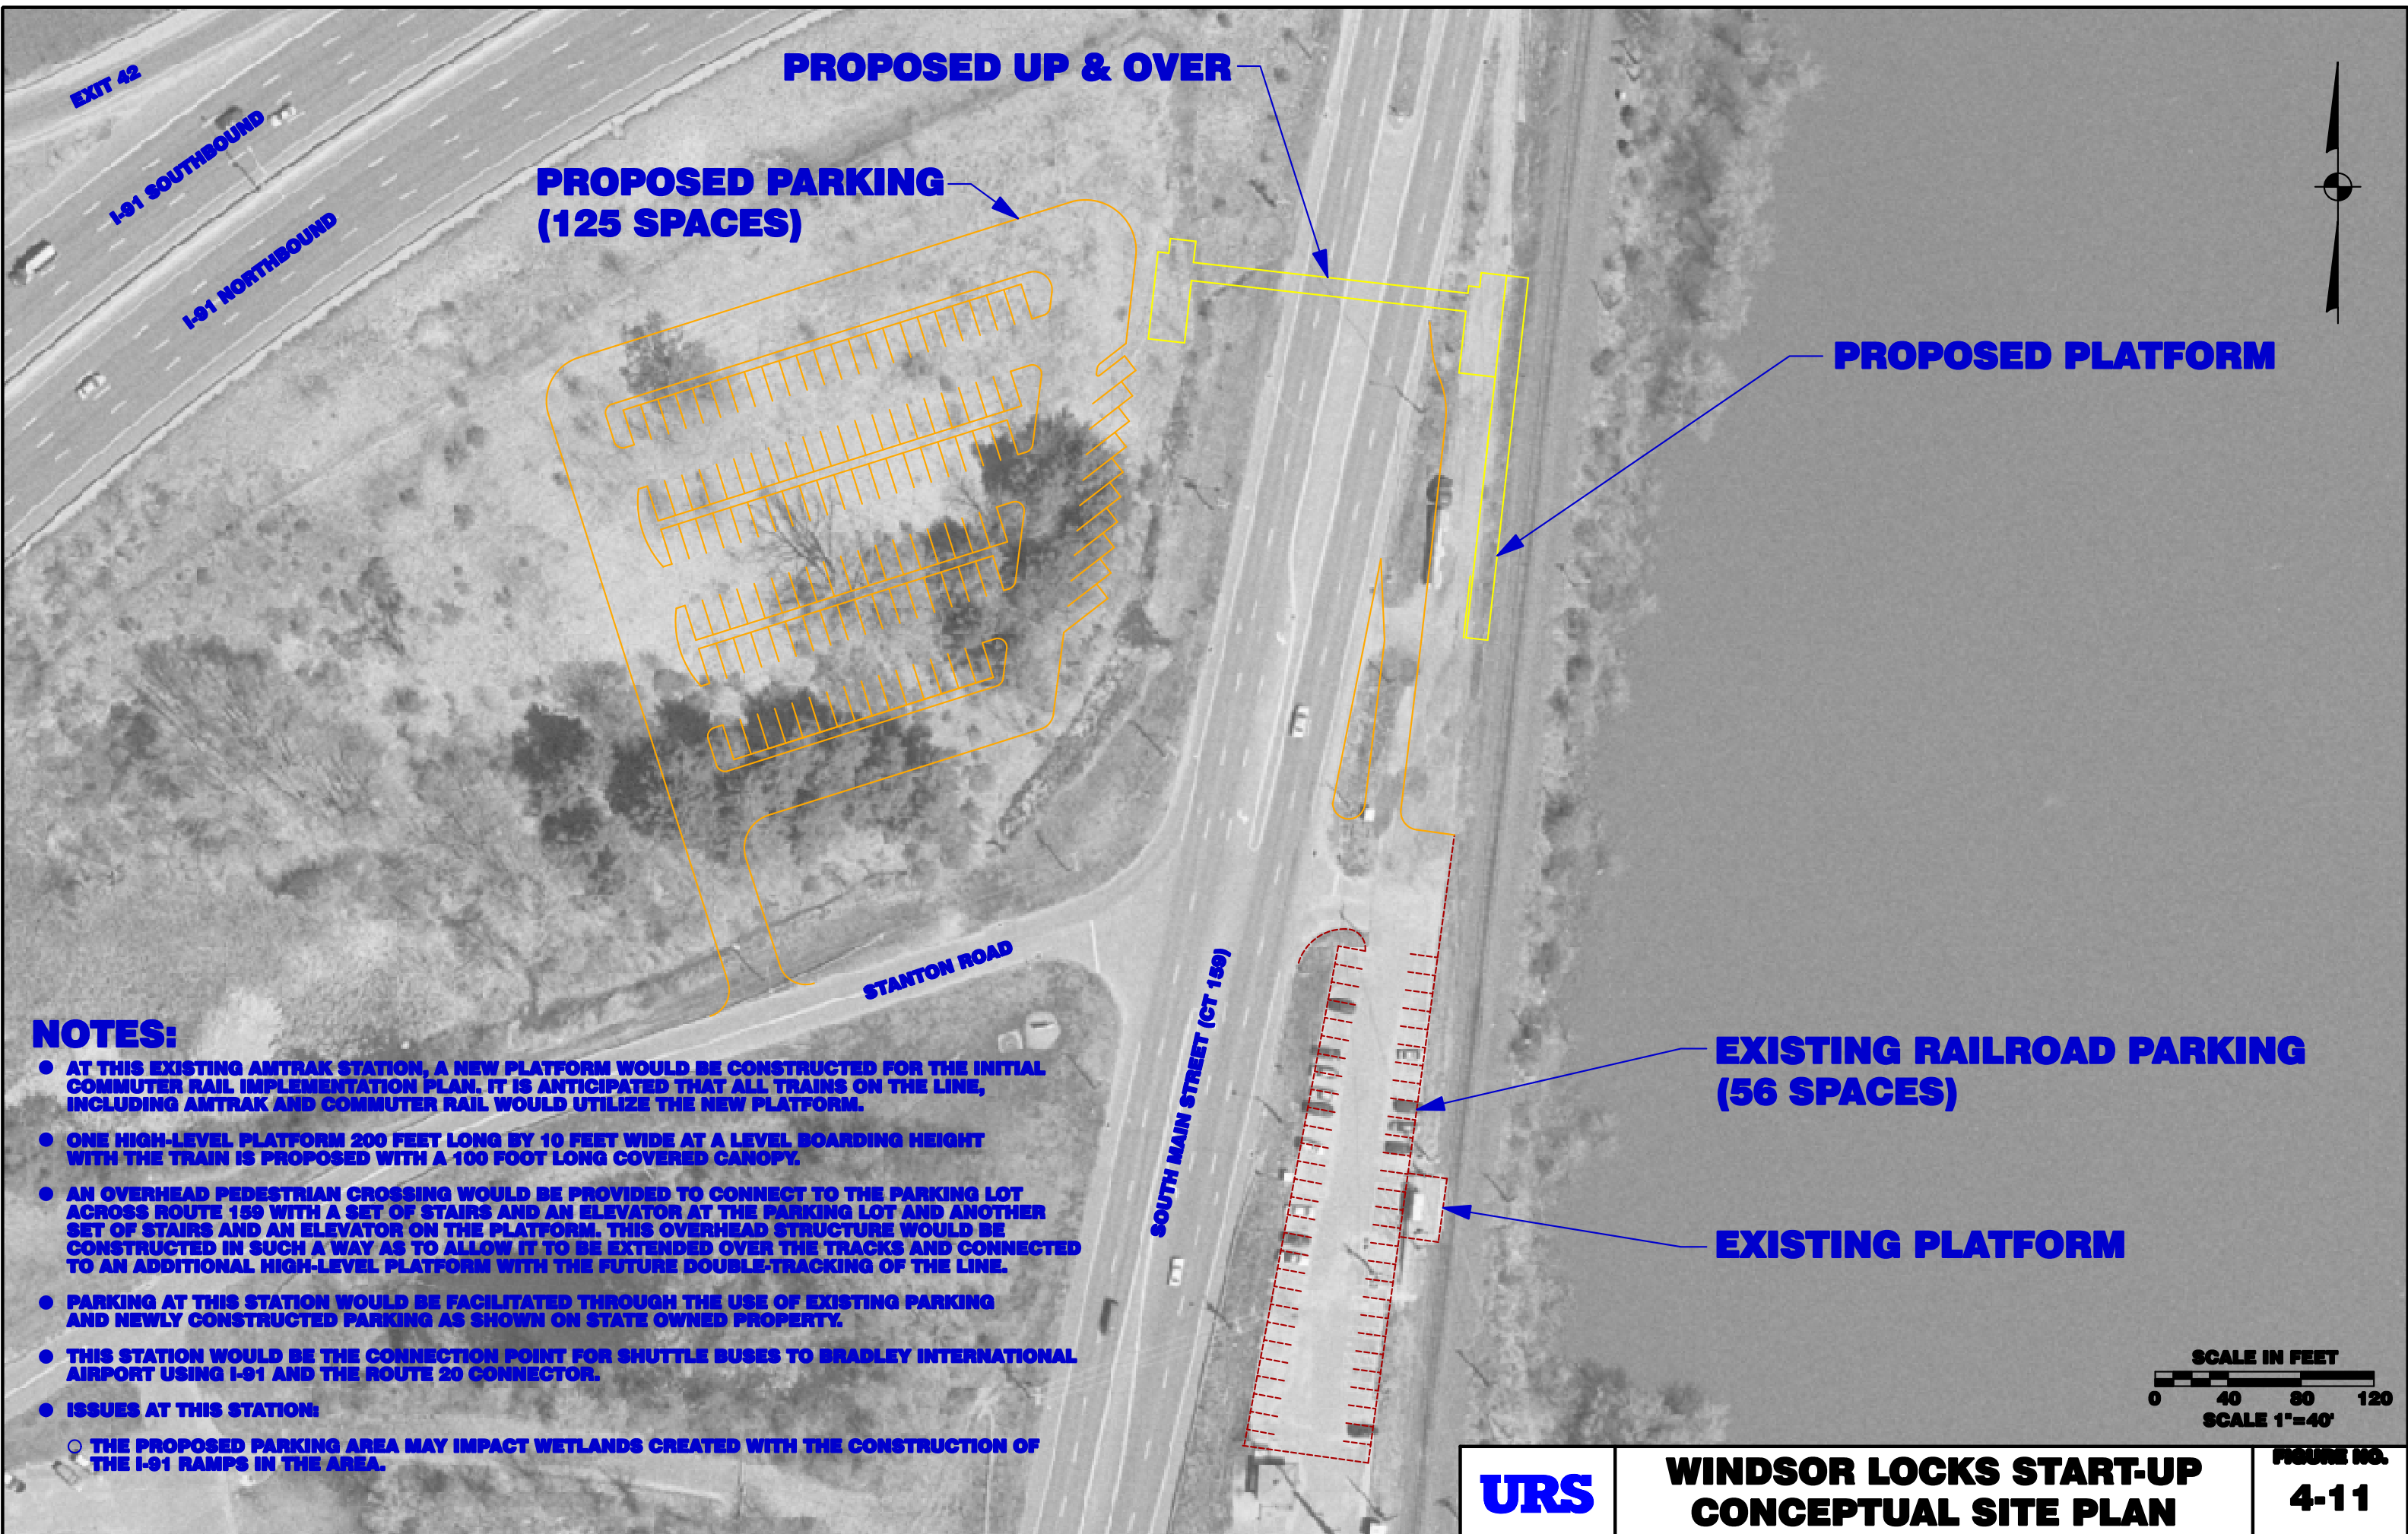 EXIT 42
I-91 SOUTHBOUND
I-91 NORTHBOUND
PROPOSED UP & OVER
PROPOSED PARKING
(125 SPACES)
PROPOSED PLATFORM
STANTON ROAD
SOUTH MAIN STREET (CT 159)
EXISTING RAILROAD PARKING
(56 SPACES)
EXISTING PLATFORM
NOTES:
● AT THIS EXISTING AMTRAK STATION, A NEW PLATFORM WOULD BE CONSTRUCTED FOR THE INITIAL
COMMUTER RAIL IMPLEMENTATION PLAN. IT IS ANTICIPATED THAT ALL TRAINS ON THE LINE,
INCLUDING AMTRAK AND COMMUTER RAIL WOULD UTILIZE THE NEW PLATFORM.
● ONE HIGH-LEVEL PLATFORM 200 FEET LONG BY 10 FEET WIDE AT A LEVEL BOARDING HEIGHT
WITH THE TRAIN IS PROPOSED WITH A 100 FOOT LONG COVERED CANOPY.
● AN OVERHEAD PEDESTRIAN CROSSING WOULD BE PROVIDED TO CONNECT TO THE PARKING LOT
ACROSS ROUTE 159 WITH A SET OF STAIRS AND AN ELEVATOR AT THE PARKING LOT AND ANOTHER
SET OF STAIRS AND AN ELEVATOR ON THE PLATFORM. THIS OVERHEAD STRUCTURE WOULD BE
CONSTRUCTED IN SUCH A WAY AS TO ALLOW IT TO BE EXTENDED OVER THE TRACKS AND CONNECTED
TO AN ADDITIONAL HIGH-LEVEL PLATFORM WITH THE FUTURE DOUBLE-TRACKING OF THE LINE.
● PARKING AT THIS STATION WOULD BE FACILITATED THROUGH THE USE OF EXISTING PARKING
AND NEWLY CONSTRUCTED PARKING AS SHOWN ON STATE OWNED PROPERTY.
● THIS STATION WOULD BE THE CONNECTION POINT FOR SHUTTLE BUSES TO BRADLEY INTERNATIONAL
AIRPORT USING I-91 AND THE ROUTE 20 CONNECTOR.
● ISSUES AT THIS STATION:
○ THE PROPOSED PARKING AREA MAY IMPACT WETLANDS CREATED WITH THE CONSTRUCTION OF
THE I-91 RAMPS IN THE AREA.
SCALE IN FEET
0 40 80 120
SCALE 1"=40'
URS
WINDSOR LOCKS START-UP
CONCEPTUAL SITE PLAN
FIGURE NO.
4-11